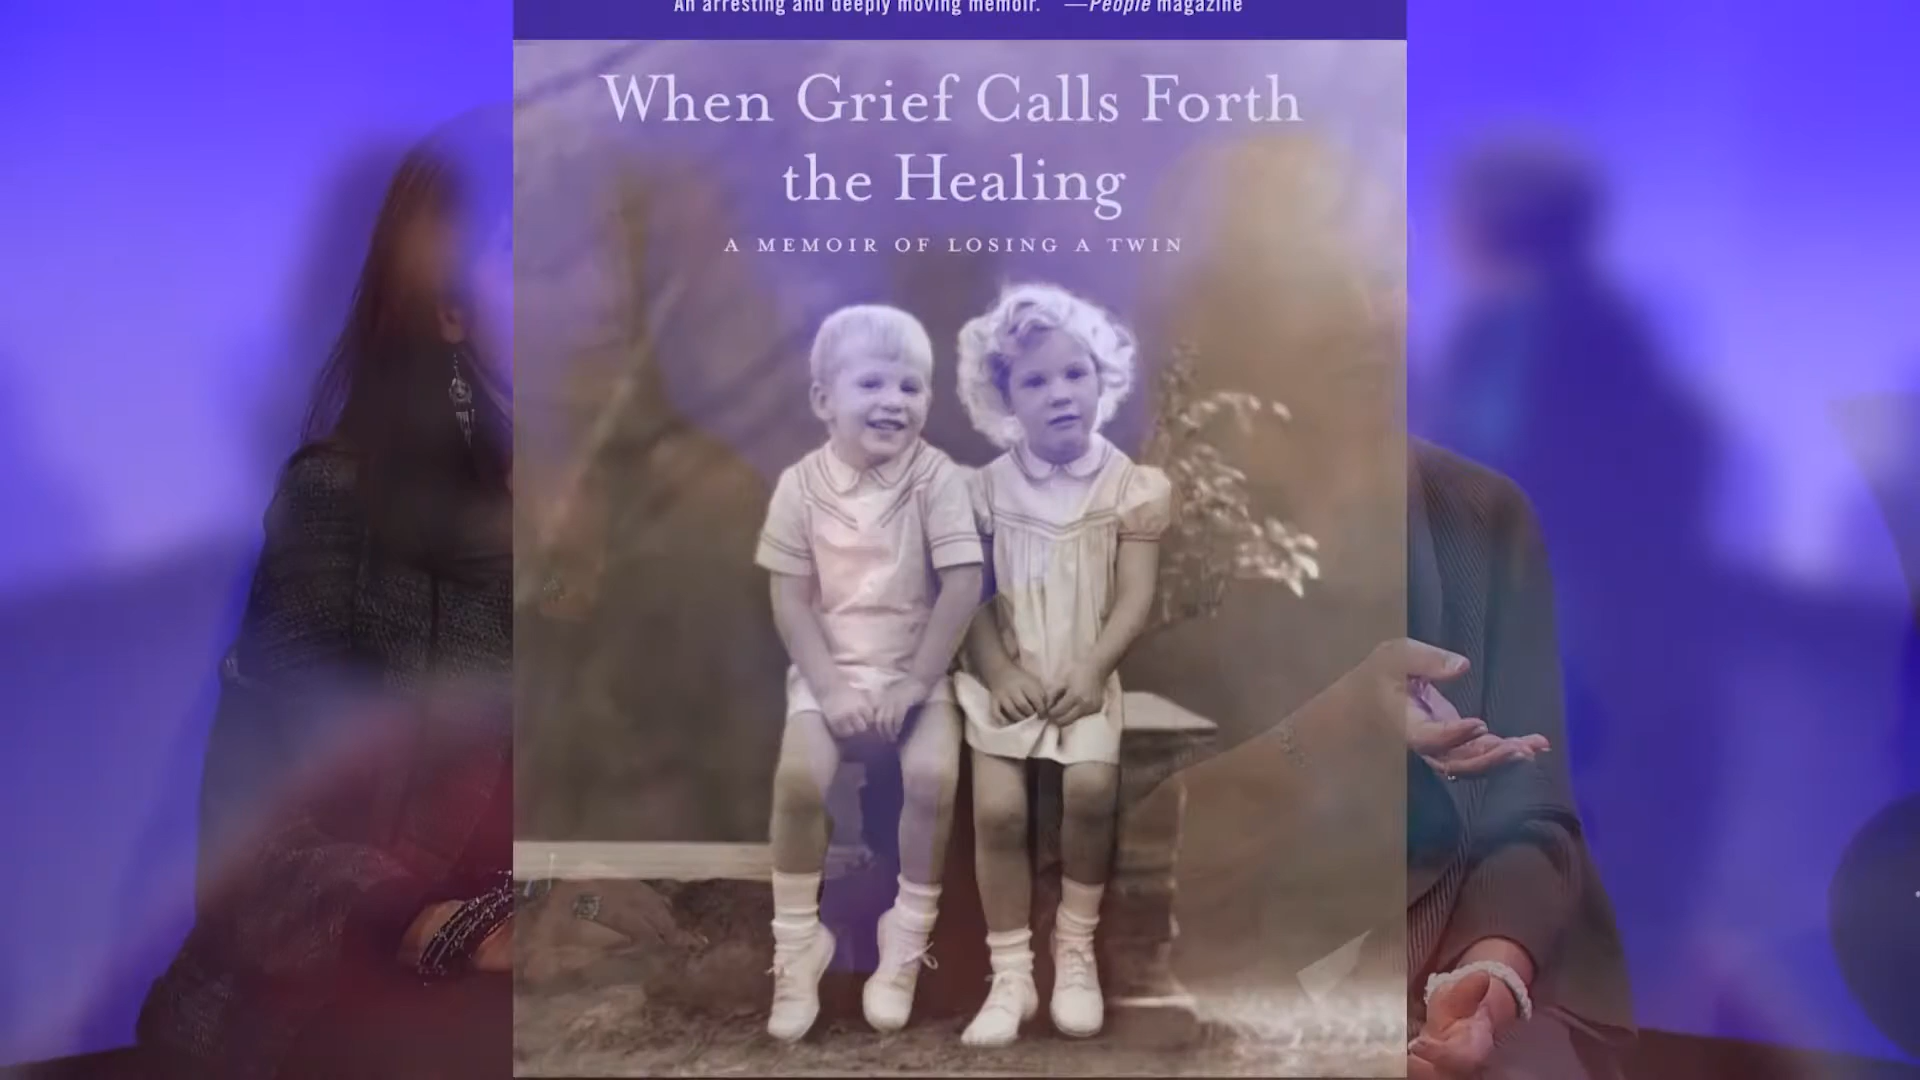 An arresting and deeply moving memoir. —People magazine
When Grief Calls Forth
the Healing
A MEMOIR OF LOSING A TWIN